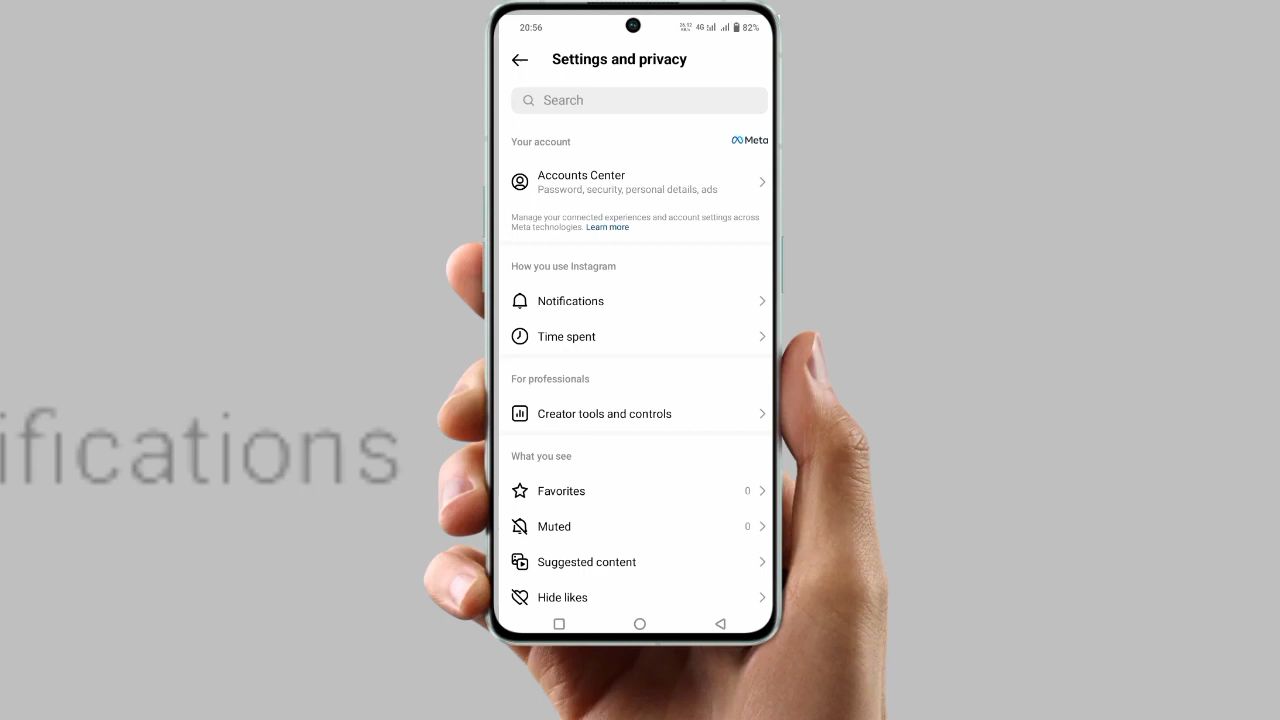 20:56
4G
82%
Settings and privacy
Search
Your account
Meta
Accounts Center
Password, security, personal details, ads
Manage your connected experiences and account settings across
Meta technologies. Learn more
How you use Instagram
Notifications
Time spent
For professionals
Creator tools and controls
ifications
What you see
Favorites
0
Muted
0
Suggested content
Hide likes